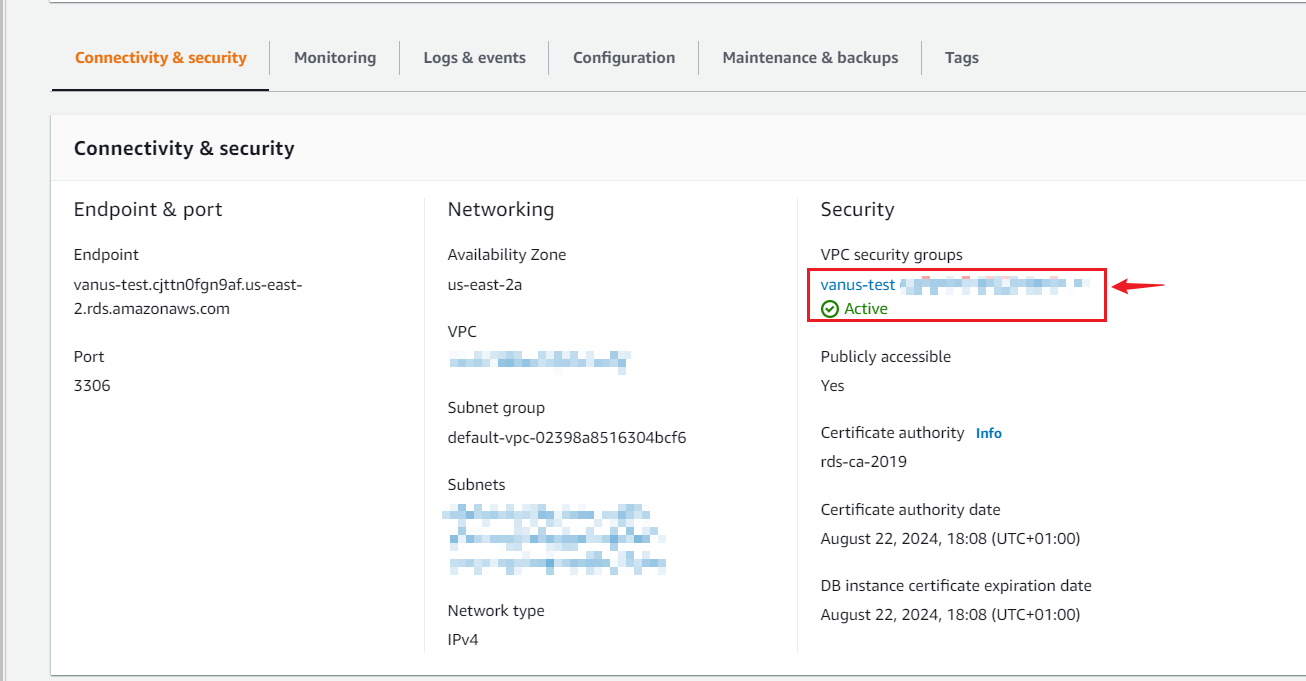 Connectivity & security
Monitoring
Logs & events
Configuration
Maintenance & backups
Tags
Connectivity & security
Endpoint & port
Endpoint
vanus-test.cjttn0fgn9af.us-east-
2.rds.amazonaws.com
Port
3306
Networking
Availability Zone
us-east-2a
VPC
Subnet group
default-vpc-02398a8516304bcf6
Subnets
Network type
IPv4
Security
VPC security groups
vanus-test
Active
Publicly accessible
Yes
Certificate authority Info
rds-ca-2019
Certificate authority date
August 22, 2024, 18:08 (UTC+01:00)
DB instance certificate expiration date
August 22, 2024, 18:08 (UTC+01:00)